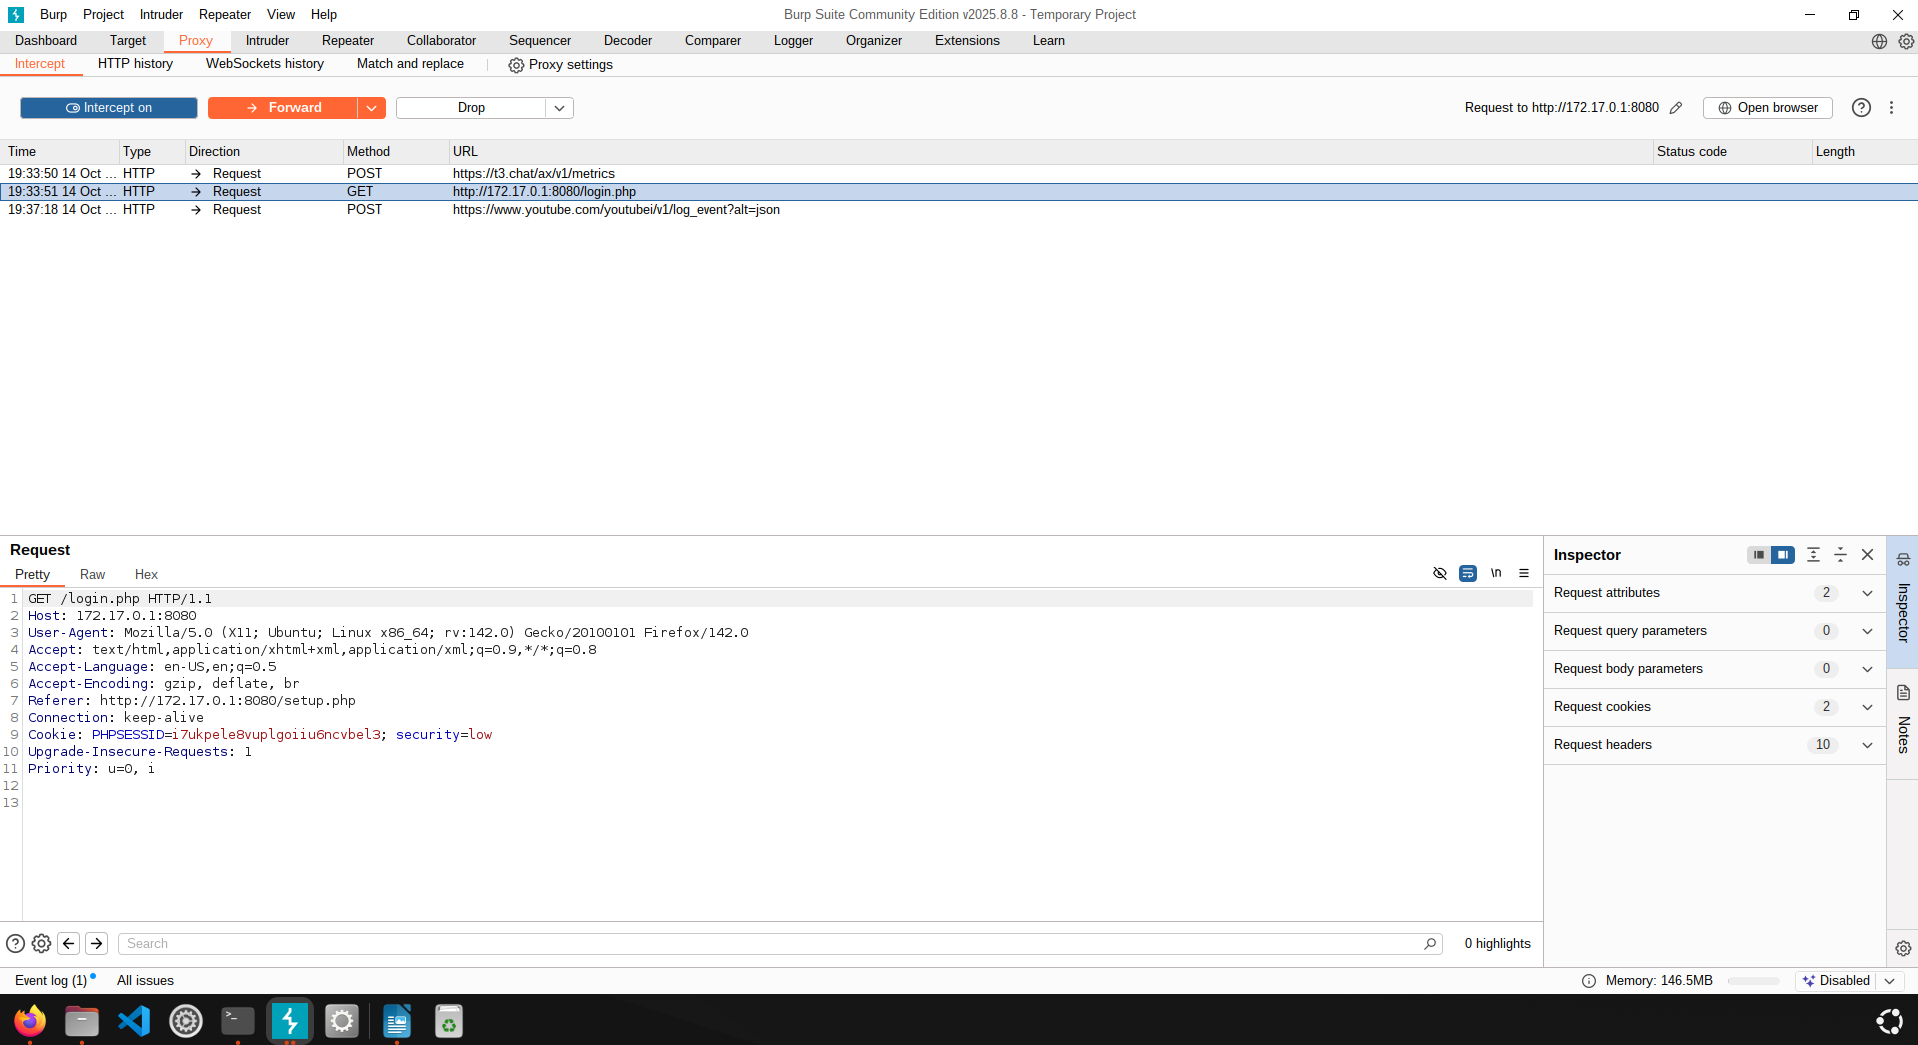 Burp Project Intruder Repeater View Help
Burp Suite Community Edition v2025.8.8 - Temporary Project
Dashboard Target Proxy Intruder Repeater Collaborator Sequencer Decoder Comparer Logger Organizer Extensions Learn
Intercept HTTP history WebSockets history Match and replace Proxy settings
Intercept on Forward Drop Request to http://172.17.0.1:8080 Open browser
Time Type Direction Method URL Status code Length
19:33:50 14 Oct ... HTTP Request POST https://t3.chat/ax/v1/metrics
19:33:51 14 Oct ... HTTP Request GET http://172.17.0.1:8080/login.php
19:37:18 14 Oct ... HTTP Request POST https://www.youtube.com/youtubei/v1/log_event?alt=json
Request
Pretty Raw Hex \n
1 GET /login.php HTTP/1.1
2 Host: 172.17.0.1:8080
3 User-Agent: Mozilla/5.0 (X11; Ubuntu; Linux x86_64; rv:142.0) Gecko/20100101 Firefox/142.0
4 Accept: text/html,application/xhtml+xml,application/xml;q=0.9,*/*;q=0.8
5 Accept-Language: en-US,en;q=0.5
6 Accept-Encoding: gzip, deflate, br
7 Referer: http://172.17.0.1:8080/setup.php
8 Connection: keep-alive
9 Cookie: PHPSESSID=i7ukpele8vuplgoiiu6ncvbel3; security=low
10 Upgrade-Insecure-Requests: 1
11 Priority: u=0, i
12
13
Search
0 highlights
Inspector
Request attributes 2
Request query parameters 0
Request body parameters 0
Request cookies 2
Request headers 10
Inspector
Notes
Event log (1) All issues
Memory: 146.5MB Disabled